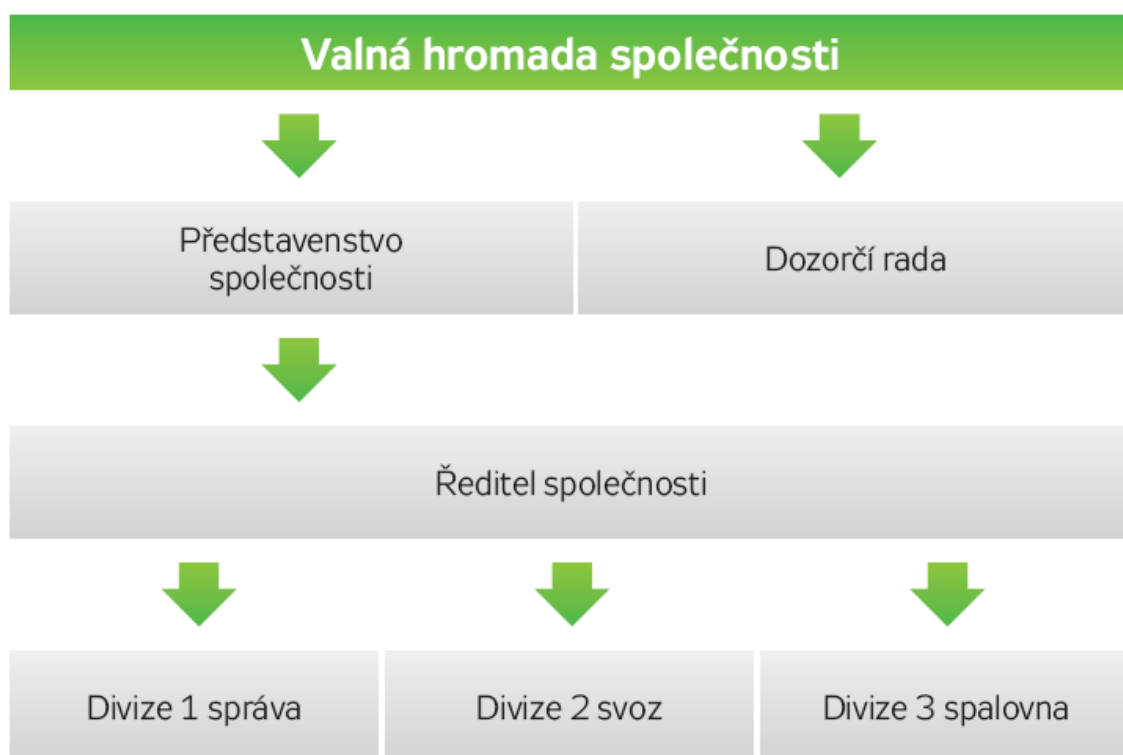 Valná hromada společnosti
Představenstvo
společnosti
Dozorčí rada
Ředitel společnosti
Divize 1 správa
Divize 2 svoz
Divize 3 spalovna